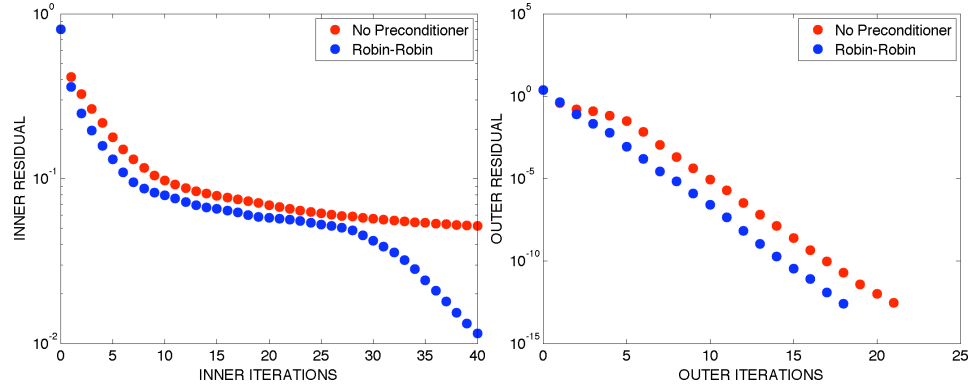 10^0
No Preconditioner
Robin-Robin
10^-1
INNER RESIDUAL
10^-2
0 5 10 15 20 25 30 35 40
INNER ITERATIONS
10^5
No Preconditioner
Robin-Robin
10^0
10^-5
OUTER RESIDUAL
10^-10
10^-15
0 5 10 15 20 25
OUTER ITERATIONS